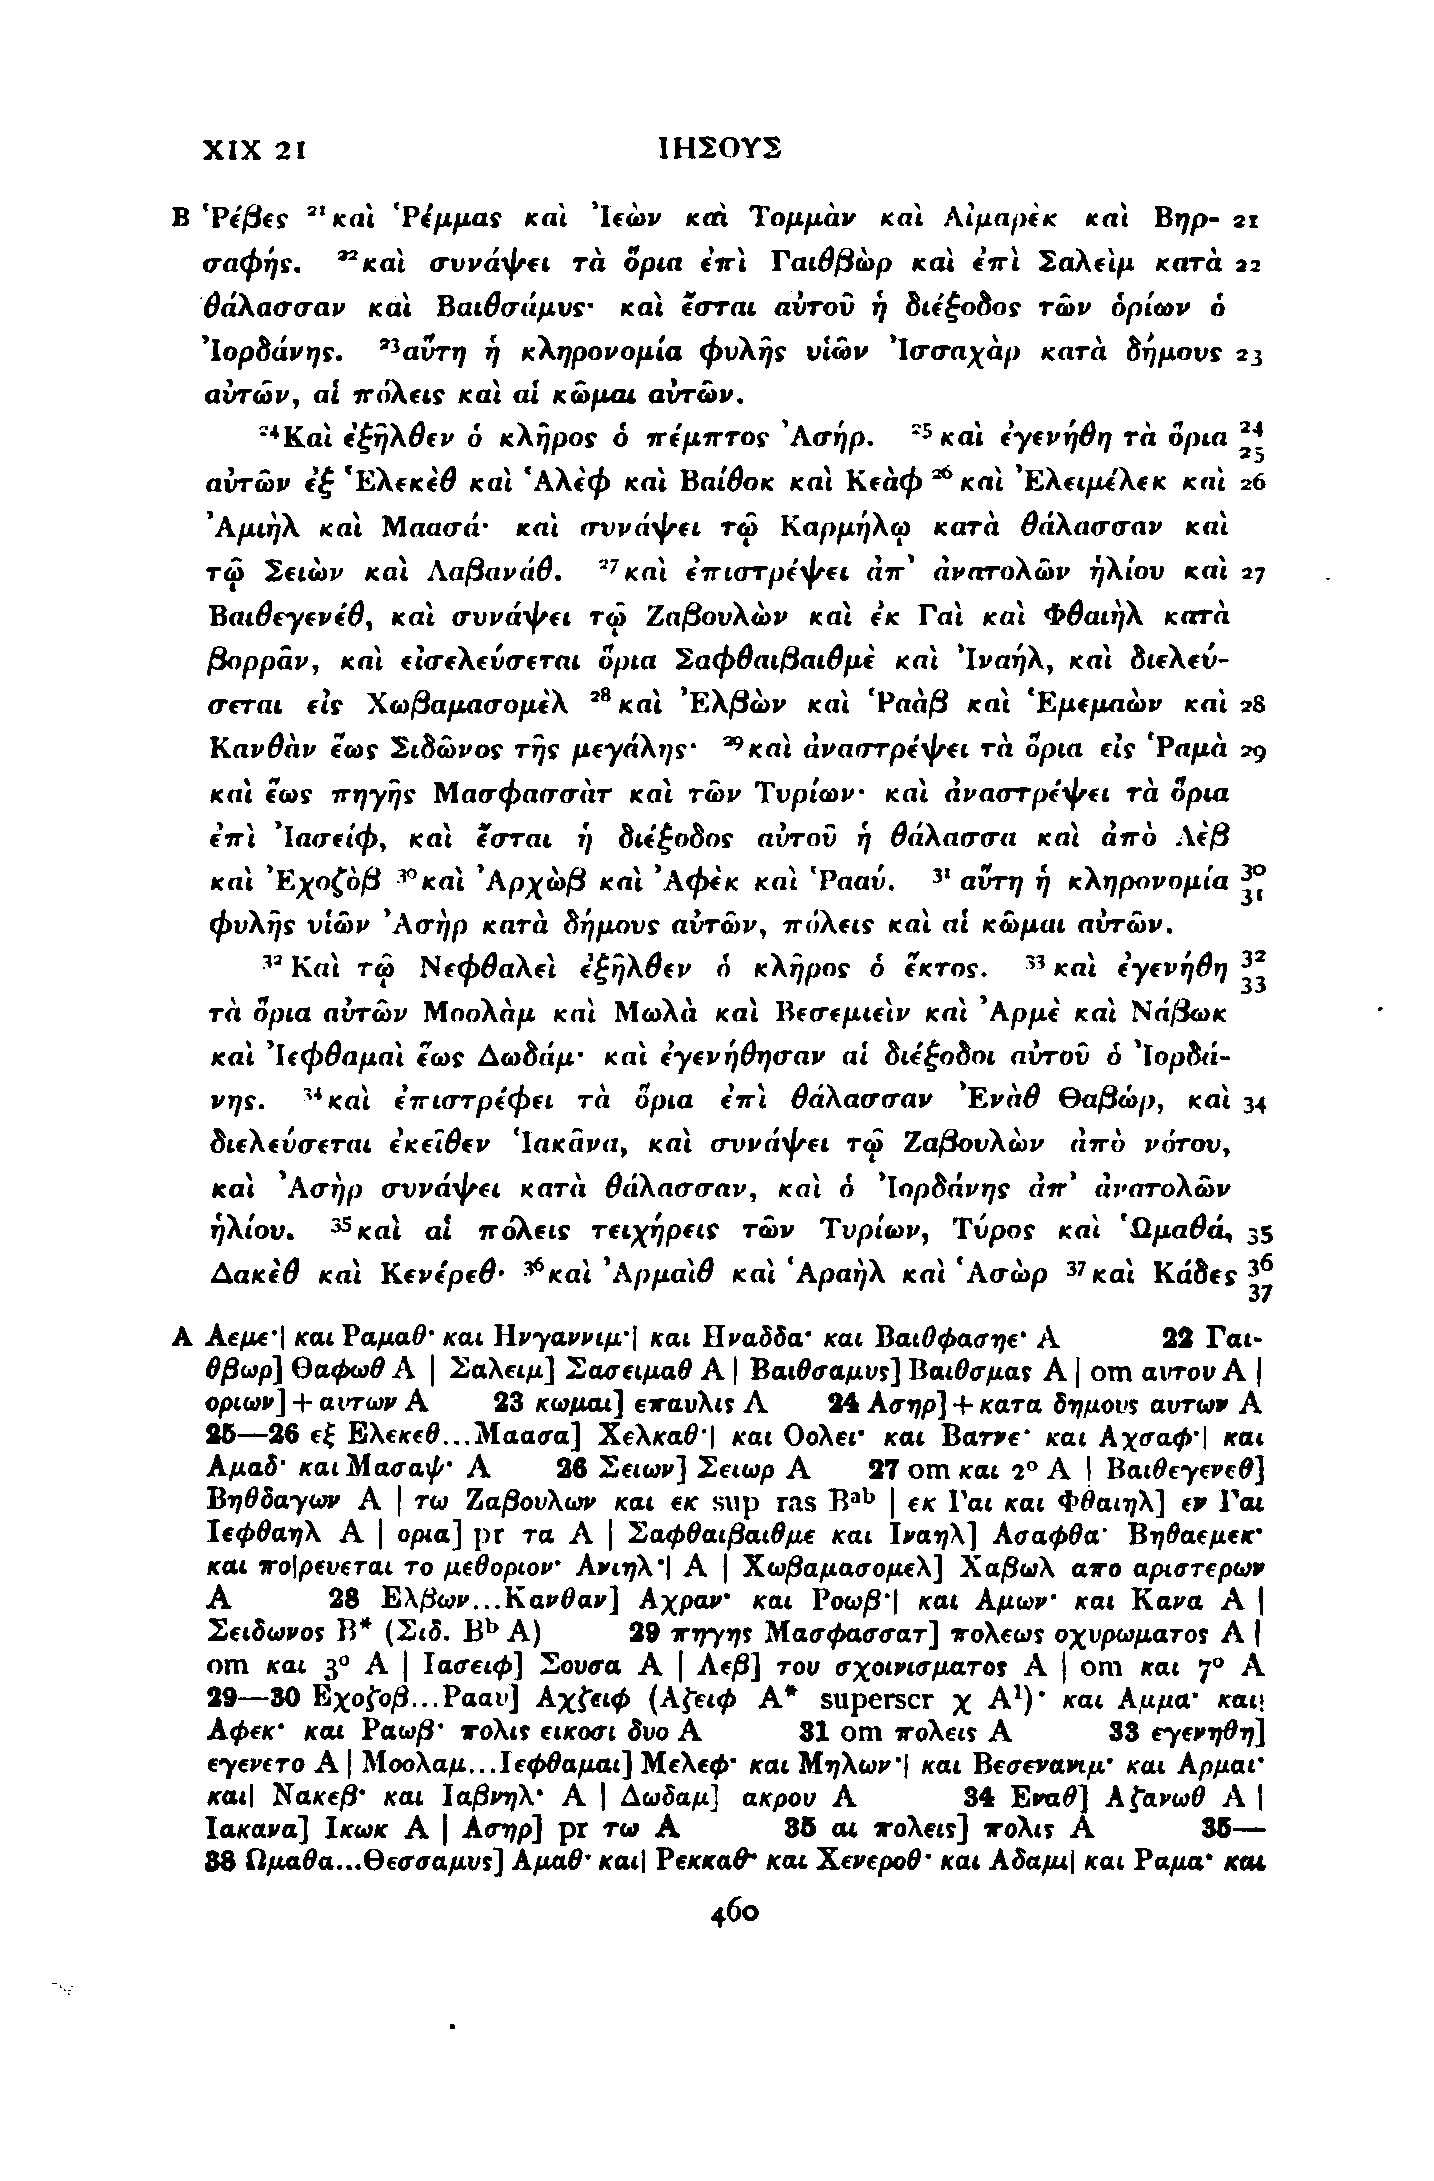 XIX 21 ΙΗΣΟΥΣ
B Ῥέβες ²¹καὶ Ῥέμμας καὶ Ἰεὼν καὶ Τομμὰν καὶ Αἰμαρὲκ καὶ Βηρ- 21
σαφής. ²²καὶ συνάψει τὰ ὅρια ἐπὶ Γαιθβὼρ καὶ ἐπὶ Σαλεὶμ κατὰ 22
θάλασσαν καὶ Βαιθσάμυς· καὶ ἔσται αὐτοῦ ἡ διέξοδος τῶν ὁρίων ὁ
Ἰορδάνης. ²³αὕτη ἡ κληρονομία φυλῆς υἱῶν Ἰσσαχὰρ κατὰ δήμους 23
αὐτῶν, αἱ πόλεις καὶ αἱ κῶμαι αὐτῶν.
²⁴Καὶ ἐξῆλθεν ὁ κλῆρος ὁ πέμπτος Ἀσήρ. ²⁵καὶ ἐγενήθη τὰ ὅρια 24 25
αὐτῶν ἐξ Ἑλεκὲθ καὶ Ἀλὲφ καὶ Βαίθοκ καὶ Κεὰφ ²⁶καὶ Ἐλειμέλεκ καὶ 26
Ἀμιὴλ καὶ Μαασά· καὶ συνάψει τῷ Καρμήλῳ κατὰ θάλασσαν καὶ
τῷ Σειὼν καὶ Λαβανάθ. ²⁷καὶ ἐπιστρέψει ἀπ᾽ ἀνατολῶν ἡλίου καὶ 27
Βαιθεγενέθ, καὶ συνάψει τῷ Ζαβουλὼν καὶ ἐκ Γαὶ καὶ Φθαιὴλ κατὰ
βορρᾶν, καὶ εἰσελεύσεται ὅρια Σαφθαιβαιθμὲ καὶ Ἰναήλ, καὶ διελεύ-
σεται εἰς Χωβαμασομὲλ ²⁸καὶ Ἐλβὼν καὶ Ῥαὰβ καὶ Ἐμεμαὼν καὶ 28
Κανθὰν ἕως Σιδῶνος τῆς μεγάλης· ²⁹καὶ ἀναστρέψει τὰ ὅρια εἰς Ῥαμὰ 29
καὶ ἕως πηγῆς Μασφασσὰτ καὶ τῶν Τυρίων· καὶ ἀναστρέψει τὰ ὅρια
ἐπὶ Ἰασείφ, καὶ ἔσται ἡ διέξοδος αὐτοῦ ἡ θάλασσα καὶ ἀπὸ Λὲβ
καὶ Ἐχοζὸβ ³⁰καὶ Ἀρχὼβ καὶ Ἀφὲκ καὶ Ῥααύ. ³¹αὕτη ἡ κληρονομία 30 31
φυλῆς υἱῶν Ἀσὴρ κατὰ δήμους αὐτῶν, πόλεις καὶ αἱ κῶμαι αὐτῶν.
³²Καὶ τῷ Νεφθαλεὶ ἐξῆλθεν ὁ κλῆρος ὁ ἕκτος. ³³καὶ ἐγενήθη 32 33
τὰ ὅρια αὐτῶν Μοολὰμ καὶ Μωλὰ καὶ Βεσεμιεὶν καὶ Ἀρμὲ καὶ Νάβωκ
καὶ Ἰεφθαμαὶ ἕως Δωδάμ· καὶ ἐγενήθησαν αἱ διέξοδοι αὐτοῦ ὁ Ἰορδά-
νης. ³⁴καὶ ἐπιστρέφει τὰ ὅρια ἐπὶ θάλασσαν Ἐνὰθ Θαβώρ, καὶ 34
διελεύσεται ἐκεῖθεν Ἰακᾶνα, καὶ συνάψει τῷ Ζαβουλὼν ἀπὸ νότου,
καὶ Ἀσὴρ συνάψει κατὰ θάλασσαν, καὶ ὁ Ἰορδάνης ἀπ᾽ ἀνατολῶν
ἡλίου. ³⁵καὶ αἱ πόλεις τειχήρεις τῶν Τυρίων, Τύρος καὶ Ὠμαθά, 35
Δακὲθ καὶ Κενέρεθ· ³⁶καὶ Ἀρμαὶθ καὶ Ἀραὴλ καὶ Ἀσὼρ ³⁷καὶ Κάδες 36 37
A Αεμε·| και Ραμαθ· και Ηνγαννιμ·| και Ηναδδα· και Βαιθφασηε· A 22 Γαι-
θβωρ] Θαφωθ A | Σαλειμ] Σασειμαθ A | Βαιθσαμυς] Βαιθσμας A | om αυτου A |
οριων] + αυτων A 23 κωμαι] επαυλις A 24 Ασηρ] + κατα δημους αυτων A
25—26 εξ Ελεκεθ...Μαασα] Χελκαθ·| και Οολει· και Βατνε· και Αχσαφ·| και
Αμαδ· και Μασαψ· A 26 Σειων] Σειωρ A 27 om και 2° A | Βαιθεγενεθ]
Βηθδαγων A | τω Ζαβουλων και εκ sup ras Bᵃᵇ | εκ Γαι και Φθαιηλ] εν Γαι
Ιεφθαηλ A | ορια] pr τα A | Σαφθαιβαιθμε και Ιναηλ] Ασαφθα· Βηθαεμεκ·
και πο|ρευεται το μεθοριον· Ανιηλ·| A | Χωβαμασομελ] Χαβωλ απο αριστερων
A 28 Ελβων...Κανθαν] Αχραν· και Ροωβ·| και Αμων· και Κανα A |
Σειδωνος B* (Σιδ. Bᵇ A) 29 πηγης Μασφασσατ] πολεως οχυρωματος A |
om και 3° A | Ιασειφ] Σουσα A | Λεβ] του σχοινισματος A | om και 7° A
29—30 Εχοζοβ...Ρααυ] Αχζειφ (Αζειφ A* superscr χ A¹)· και Αμμα· και|
Αφεκ· και Ραωβ· πολις εικοσι δυο A 31 om πολεις A 33 εγενηθη]
εγενετο A | Μοολαμ...Ιεφθαμαι] Μελεφ· και Μηλων·| και Βεσενανιμ· και Αρμαι·
και| Νακεβ· και Ιαβνηλ· A | Δωδαμ] ακρου A 34 Εναθ] Αζανωθ A |
Ιακανα] Ικωκ A | Ασηρ] pr τω A 35 αι πολεις] πολις A 35—
38 Ωμαθα...Θεσσαμυς] Αμαθ· και| Ρεκκαθ· και Χενεροθ· και Αδαμι| και Ραμα· και
460